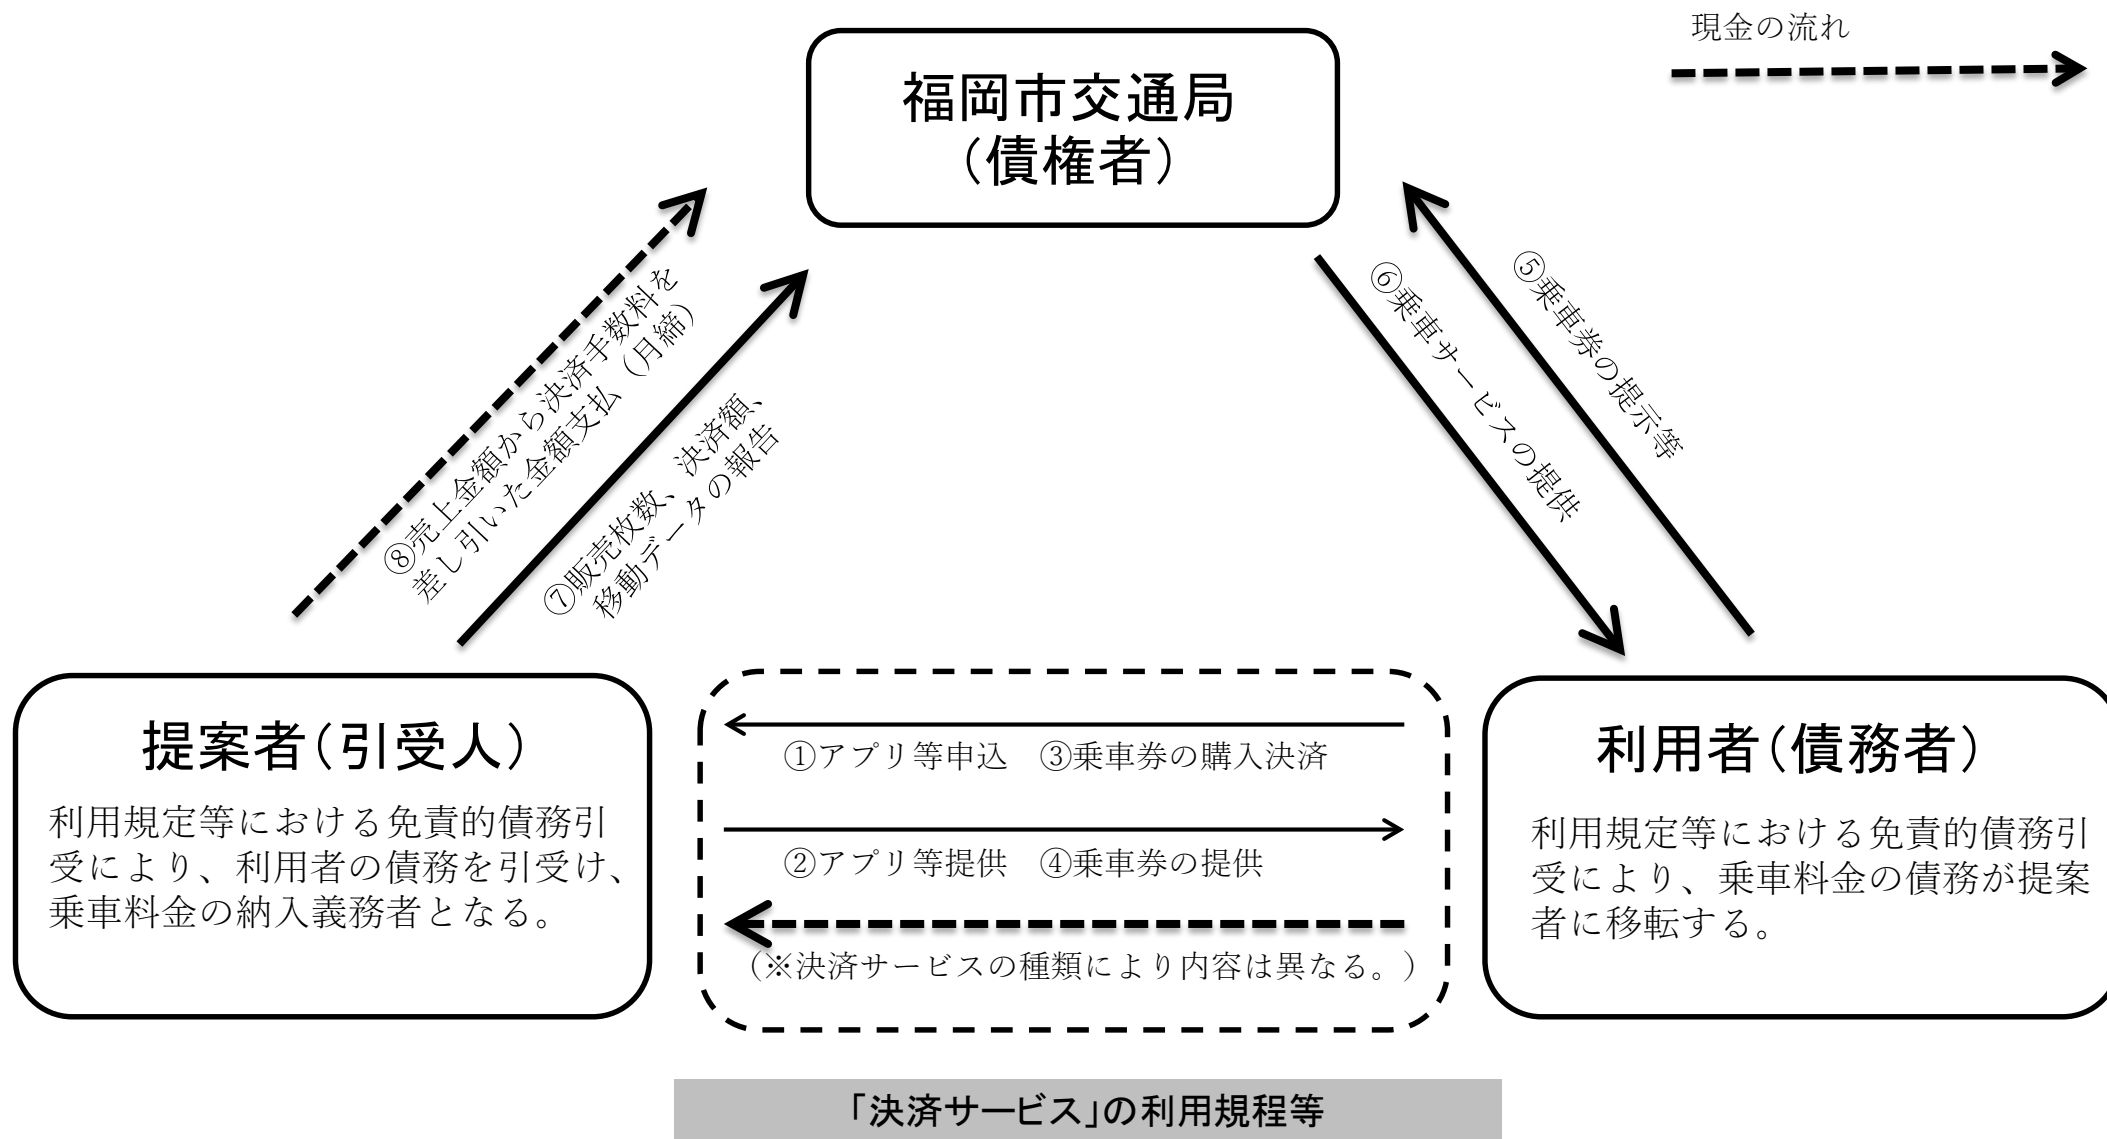 現金の流れ
福岡市交通局
（債権者）
⑧売上金額から決済手数料を
差し引いた金額支払（月締）
⑦販売枚数、決済額、
移動データの報告
⑥乗車サービスの提供
⑤乗車券の提示等
提案者（引受人）
利用規定等における免責的債務引
受により、利用者の債務を引受け、
乗車料金の納入義務者となる。
①アプリ等申込　③乗車券の購入決済
②アプリ等提供　④乗車券の提供
（※決済サービスの種類により内容は異なる。）
利用者（債務者）
利用規定等における免責的債務引
受により、乗車料金の債務が提案
者に移転する。
「決済サービス」の利用規程等